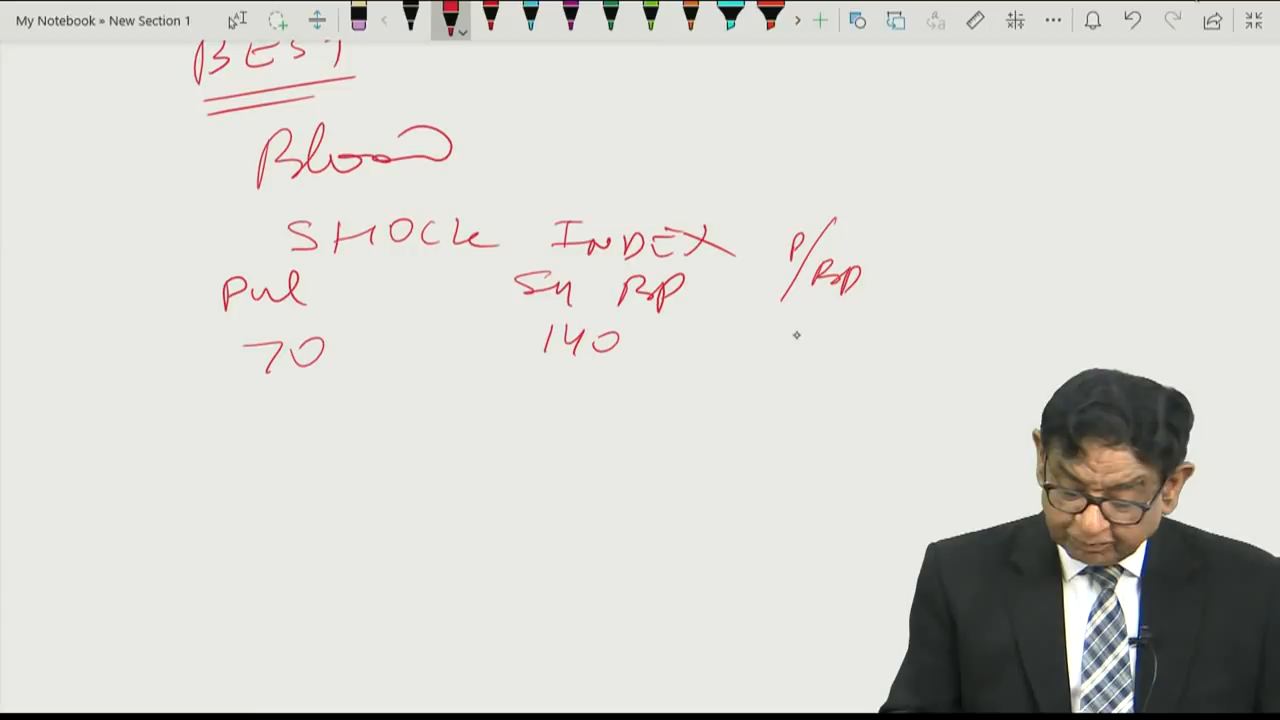 My Notebook » New Section 1
BEST
Blood
SHOCK INDEX P/BP
Pul Sy BP
70 140